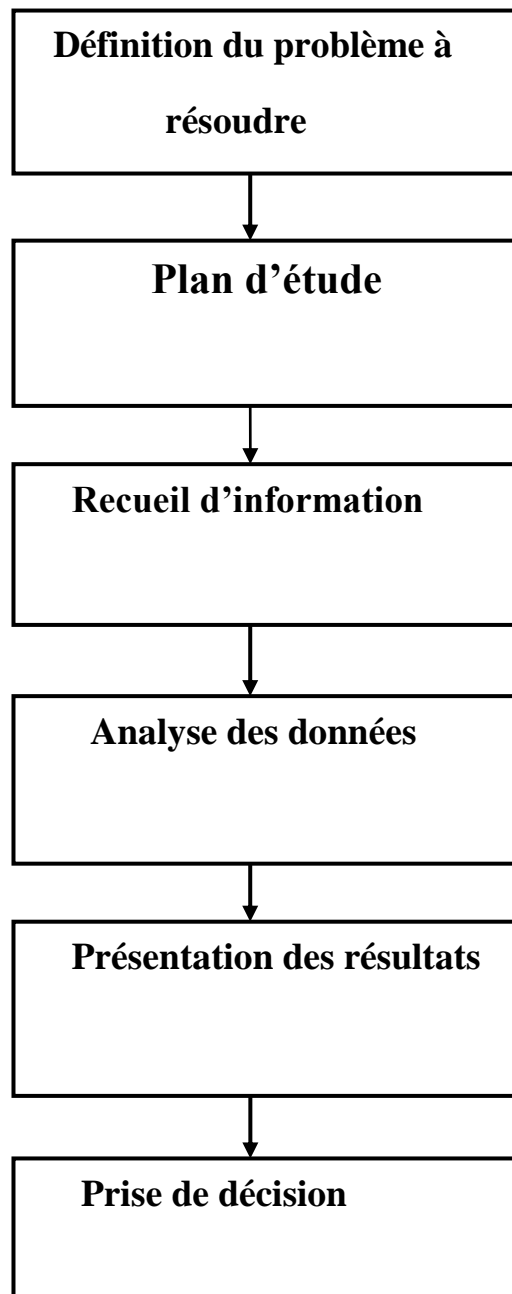 Définition du problème à
résoudre
Plan d’étude
Recueil d’information
Analyse des données
Présentation des résultats
Prise de décision